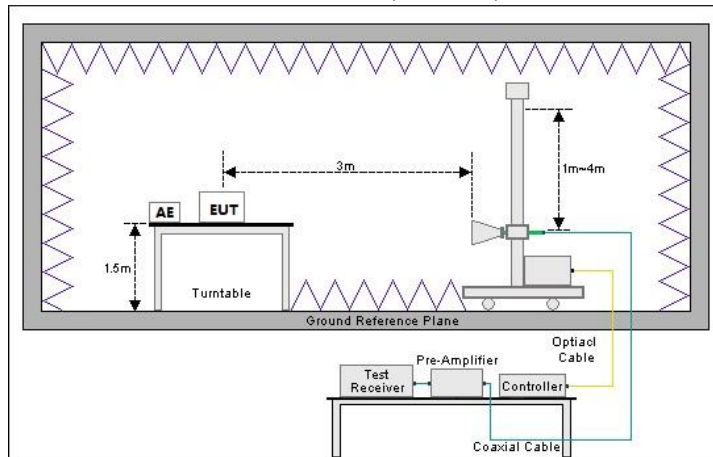 3m
1m~4m
AE
EUT
1.5m
Turntable
Ground Reference Plane
Optiacl
Cable
Pre-Amplifier
Test
Receiver
Controller
Coaxial Cable